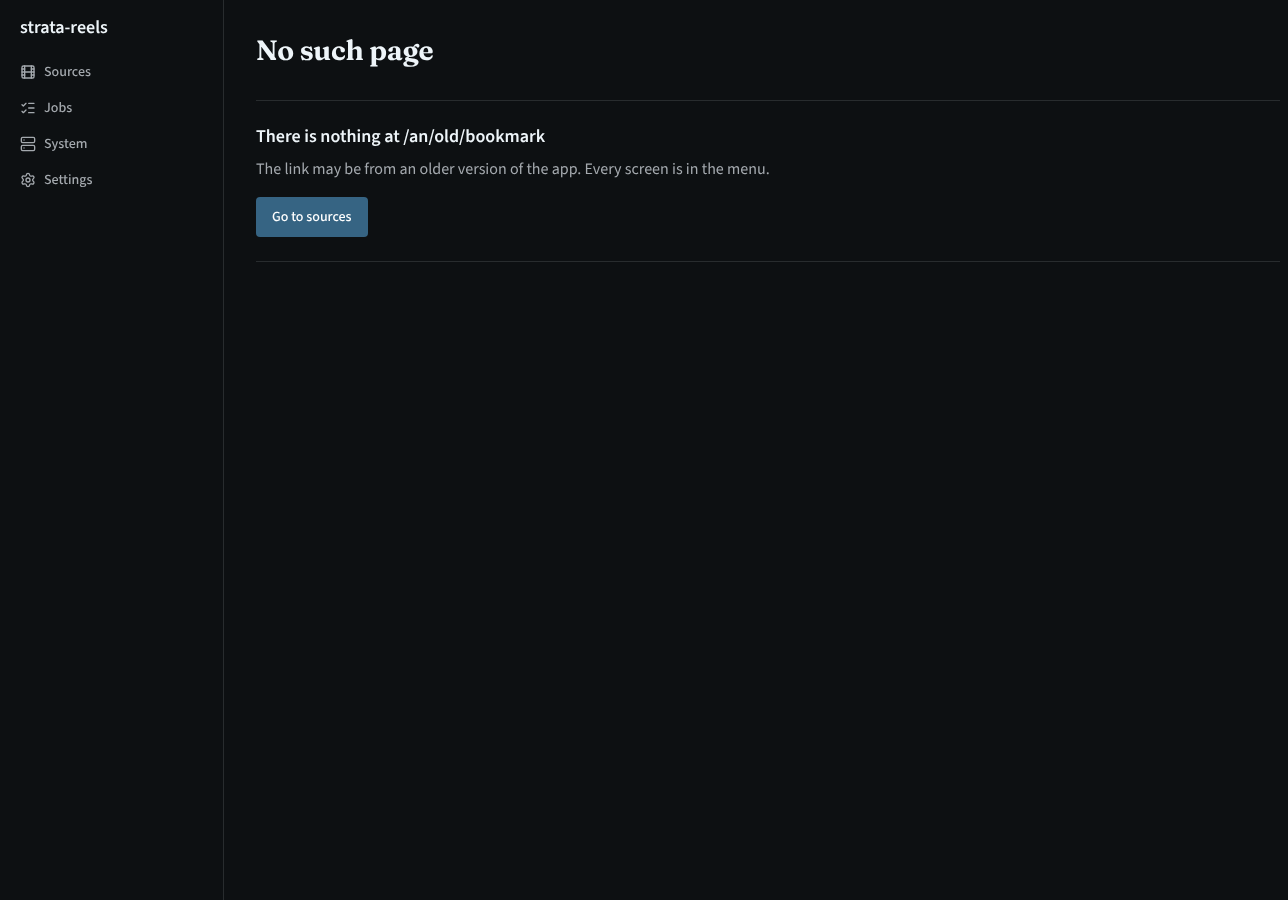 strata-reels
Sources
Jobs
System
Settings
No such page
There is nothing at /an/old/bookmark
The link may be from an older version of the app. Every screen is in the menu.
Go to sources